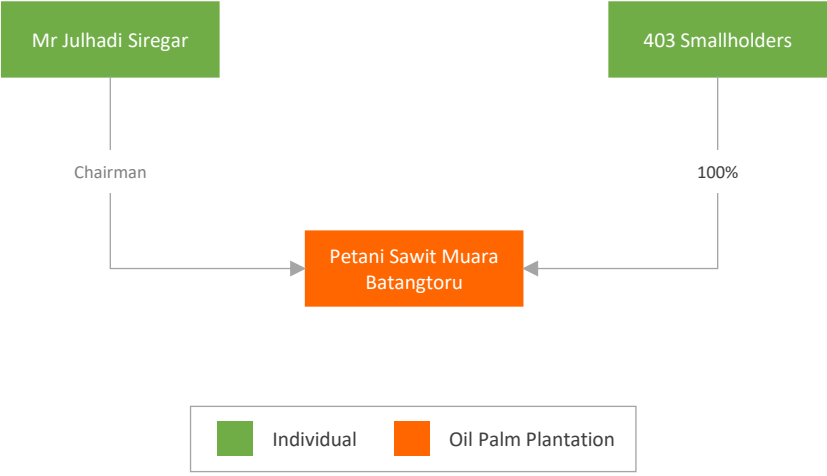 Mr Julhadi Siregar
403 Smallholders
Chairman
100%
Petani Sawit Muara
Batangtoru
Individual
Oil Palm Plantation